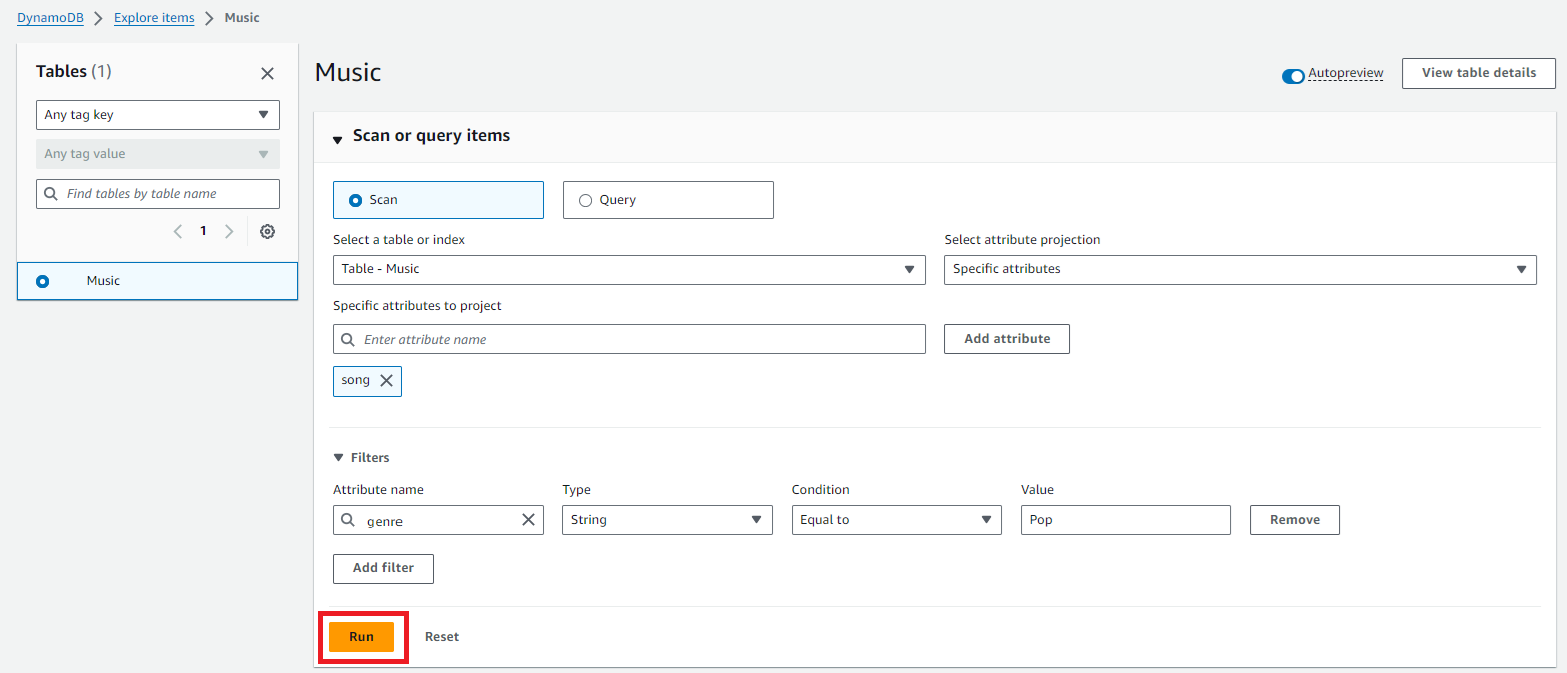 DynamoDB > Explore items > Music
Tables (1)
Any tag key
Any tag value
Find tables by table name
1
Music
Music
Autopreview
View table details
Scan or query items
Scan
Query
Select a table or index
Select attribute projection
Table - Music
Specific attributes
Specific attributes to project
Enter attribute name
Add attribute
song
Filters
Attribute name
Type
Condition
Value
genre
String
Equal to
Pop
Remove
Add filter
Run
Reset